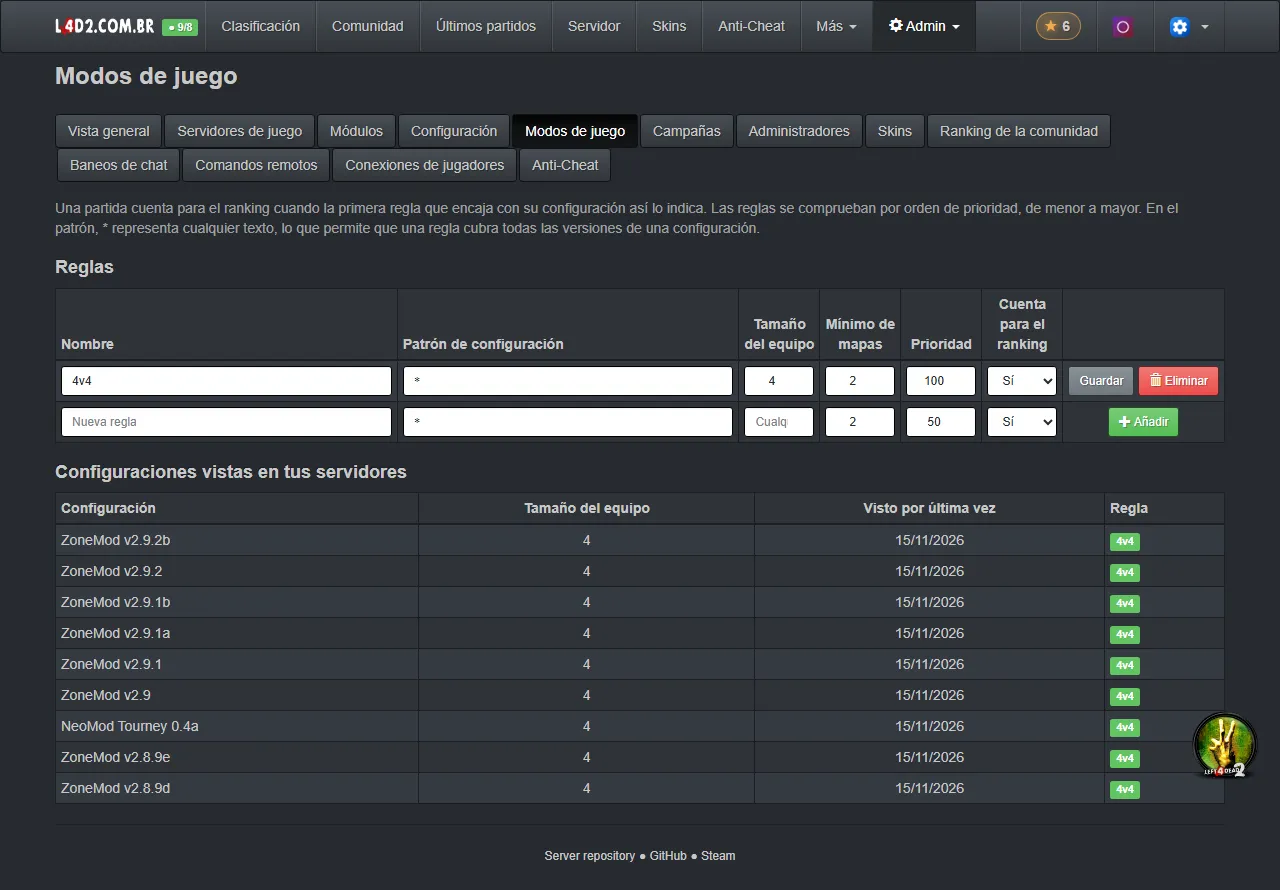 L4D2.COM.BR 9/8 Clasificación Comunidad Últimos partidos Servidor Skins Anti-Cheat Más Admin 6
Modos de juego
Vista general Servidores de juego Módulos Configuración Modos de juego Campañas Administradores Skins Ranking de la comunidad
Baneos de chat Comandos remotos Conexiones de jugadores Anti-Cheat
Una partida cuenta para el ranking cuando la primera regla que encaja con su configuración así lo indica. Las reglas se comprueban por orden de prioridad, de menor a mayor. En el
patrón, * representa cualquier texto, lo que permite que una regla cubra todas las versiones de una configuración.
Reglas
Nombre Patrón de configuración Tamaño del equipo Mínimo de mapas Prioridad Cuenta para el ranking
4v4 * 4 2 100 Sí Guardar Eliminar
Nueva regla * Cualq 2 50 Sí Añadir
Configuraciones vistas en tus servidores
Configuración Tamaño del equipo Visto por última vez Regla
ZoneMod v2.9.2b 4 15/11/2026 4v4
ZoneMod v2.9.2 4 15/11/2026 4v4
ZoneMod v2.9.1b 4 15/11/2026 4v4
ZoneMod v2.9.1a 4 15/11/2026 4v4
ZoneMod v2.9.1 4 15/11/2026 4v4
ZoneMod v2.9 4 15/11/2026 4v4
NeoMod Tourney 0.4a 4 15/11/2026 4v4
ZoneMod v2.8.9e 4 15/11/2026 4v4
ZoneMod v2.8.9d 4 15/11/2026 4v4
LEFT4DEAD2
Server repository ● GitHub ● Steam